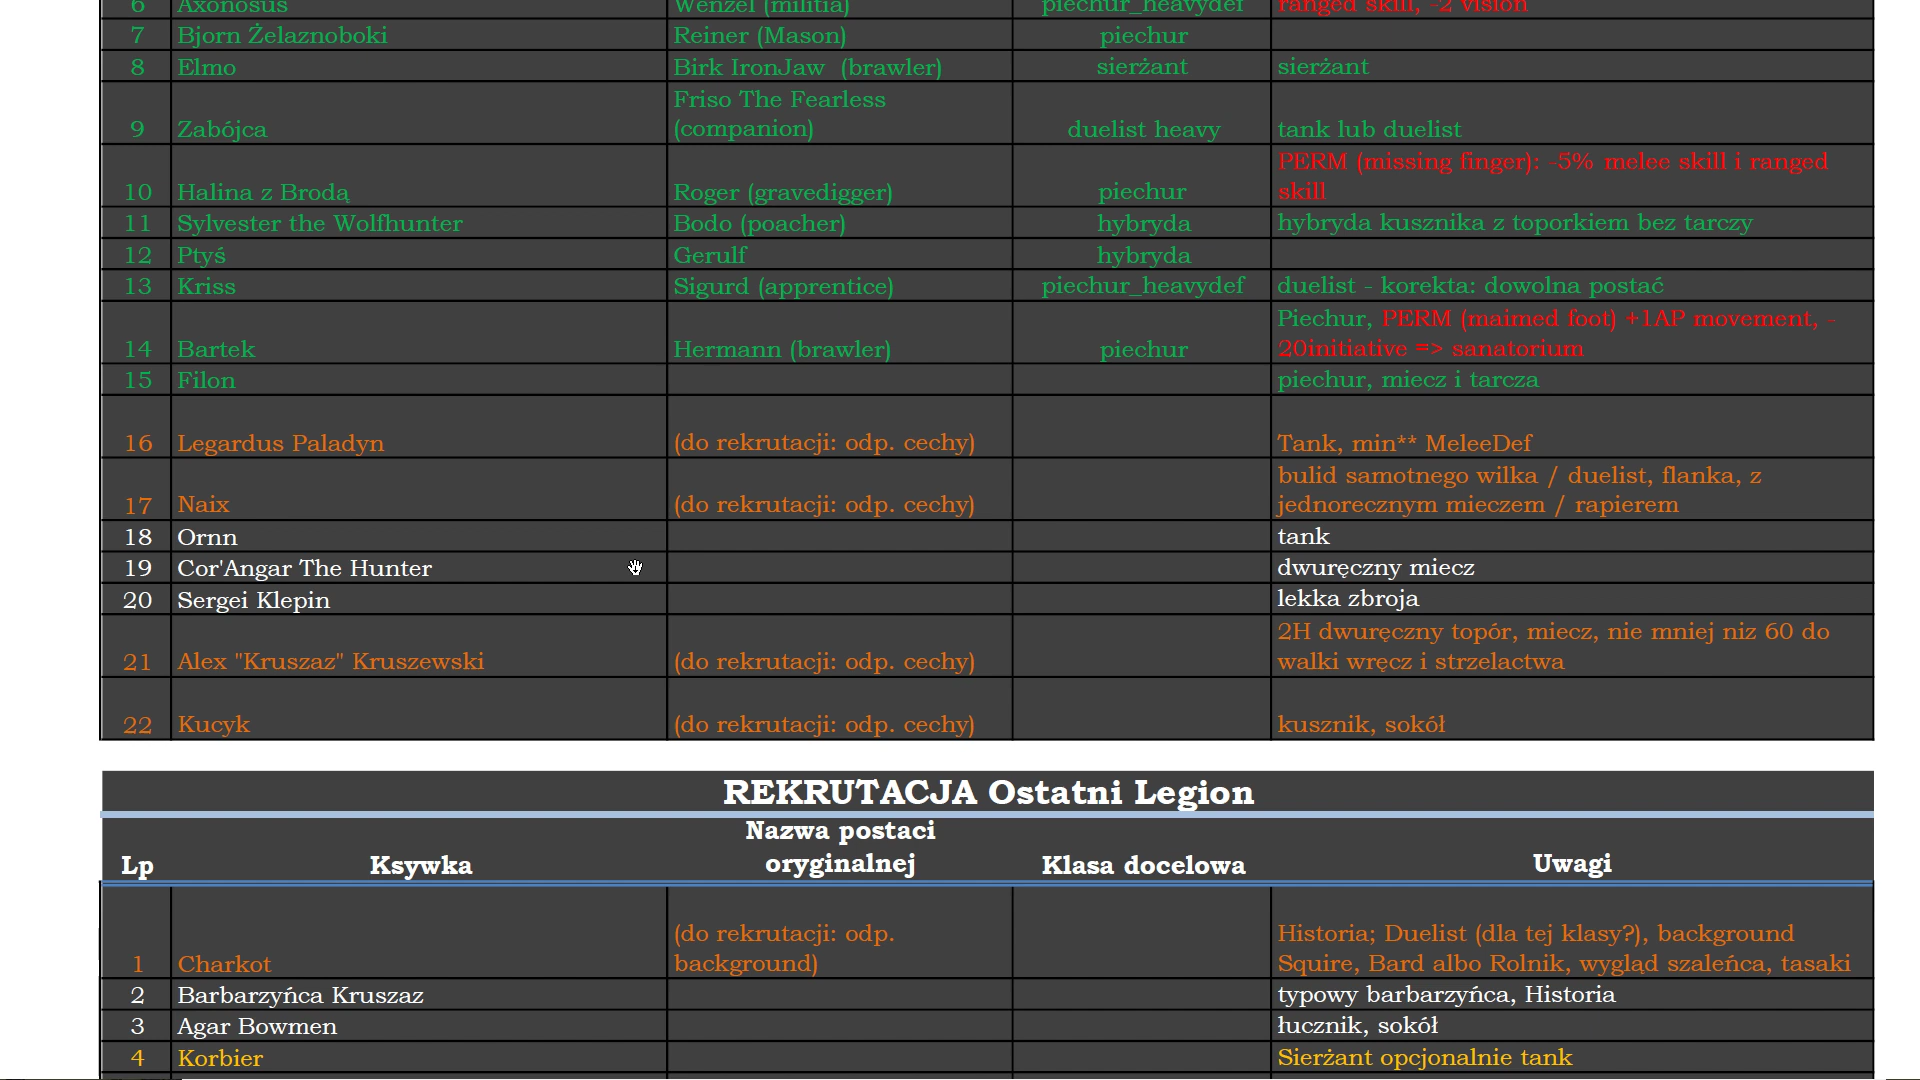 6 Axonosus Wenzel (militia) piechur_heavydef ranged skill, -2 vision
7 Bjorn Żelaznoboki Reiner (Mason) piechur
8 Elmo Birk IronJaw (brawler) sierżant sierżant
Friso The Fearless
9 Zabójca (companion) duelist heavy tank lub duelist
PERM (missing finger): -5% melee skill i ranged
10 Halina z Brodą Roger (gravedigger) piechur skill
11 Sylvester the Wolfhunter Bodo (poacher) hybryda hybryda kusznika z toporkiem bez tarczy
12 Ptyś Gerulf hybryda
13 Kriss Sigurd (apprentice) piechur_heavydef duelist - korekta: dowolna postać
Piechur, PERM (maimed foot) +1AP movement, -
14 Bartek Hermann (brawler) piechur 20initiative => sanatorium
15 Filon piechur, miecz i tarcza
16 Legardus Paladyn (do rekrutacji: odp. cechy) Tank, min** MeleeDef
bulid samotnego wilka / duelist, flanka, z
17 Naix (do rekrutacji: odp. cechy) jednorecznym mieczem / rapierem
18 Ornn tank
19 Cor'Angar The Hunter dwuręczny miecz
20 Sergei Klepin lekka zbroja
2H dwuręczny topór, miecz, nie mniej niz 60 do
21 Alex "Kruszaz" Kruszewski (do rekrutacji: odp. cechy) walki wręcz i strzelactwa
22 Kucyk (do rekrutacji: odp. cechy) kusznik, sokół
REKRUTACJA Ostatni Legion
Nazwa postaci
Lp Ksywka oryginalnej Klasa docelowa Uwagi
(do rekrutacji: odp. Historia; Duelist (dla tej klasy?), background
1 Charkot background) Squire, Bard albo Rolnik, wygląd szaleńca, tasaki
2 Barbarzyńca Kruszaz typowy barbarzyńca, Historia
3 Agar Bowmen łucznik, sokół
4 Korbier Sierżant opcjonalnie tank